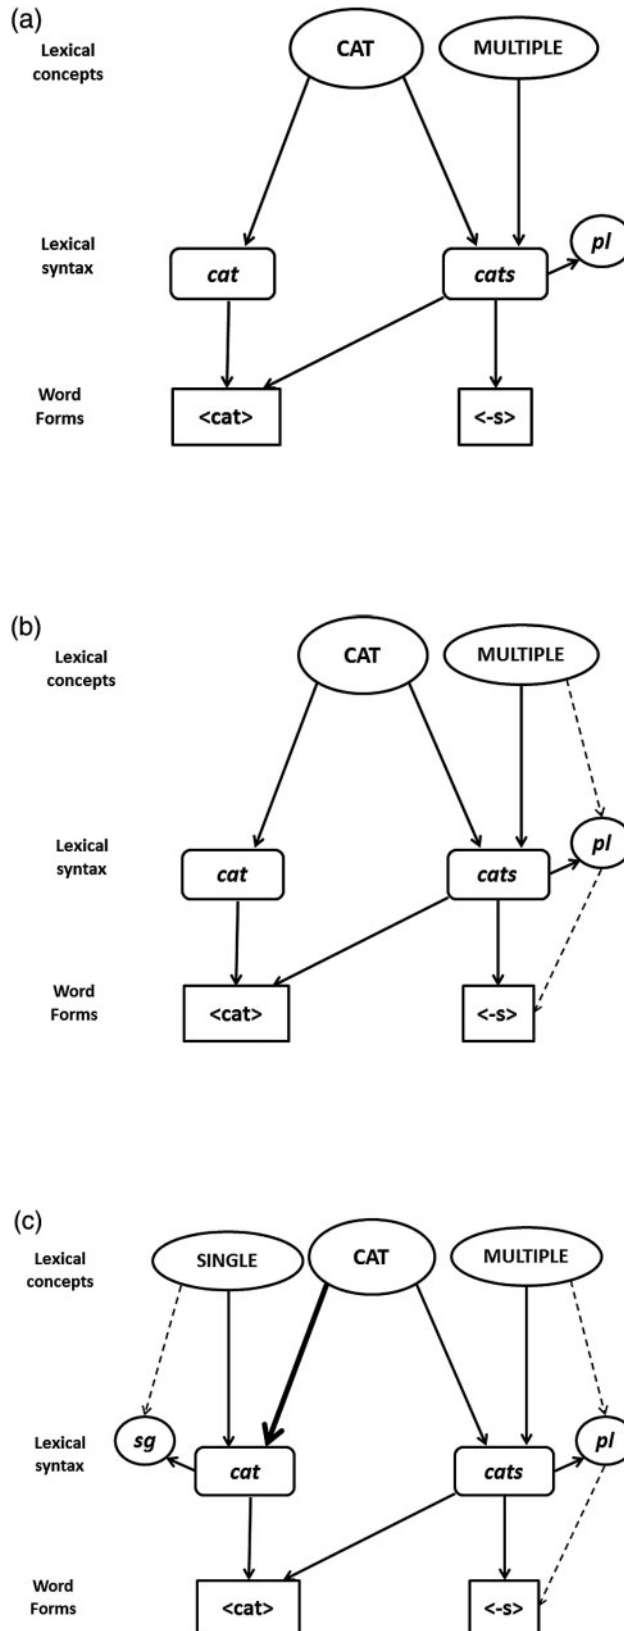 (a)
Lexical
concepts
CAT
MULTIPLE
Lexical
syntax
cat
cats
pl
Word
Forms
<cat>
<-s>
(b)
Lexical
concepts
CAT
MULTIPLE
Lexical
syntax
cat
cats
pl
Word
Forms
<cat>
<-s>
(c)
Lexical
concepts
SINGLE
CAT
MULTIPLE
Lexical
syntax
sg
cat
cats
pl
Word
Forms
<cat>
<-s>